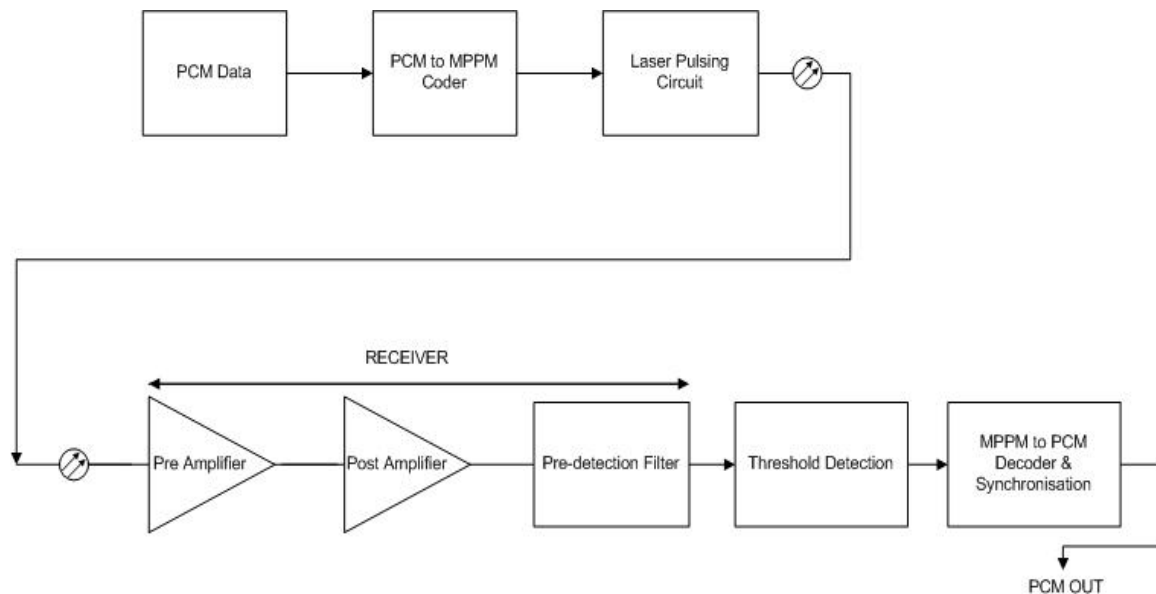 PCM Data
PCM to MPPM
Coder
Laser Pulsing
Circuit
RECEIVER
Pre Amplifier
Post Amplifier
Pre-detection Filter
Threshold Detection
MPPM to PCM
Decoder &
Synchronisation
PCM OUT